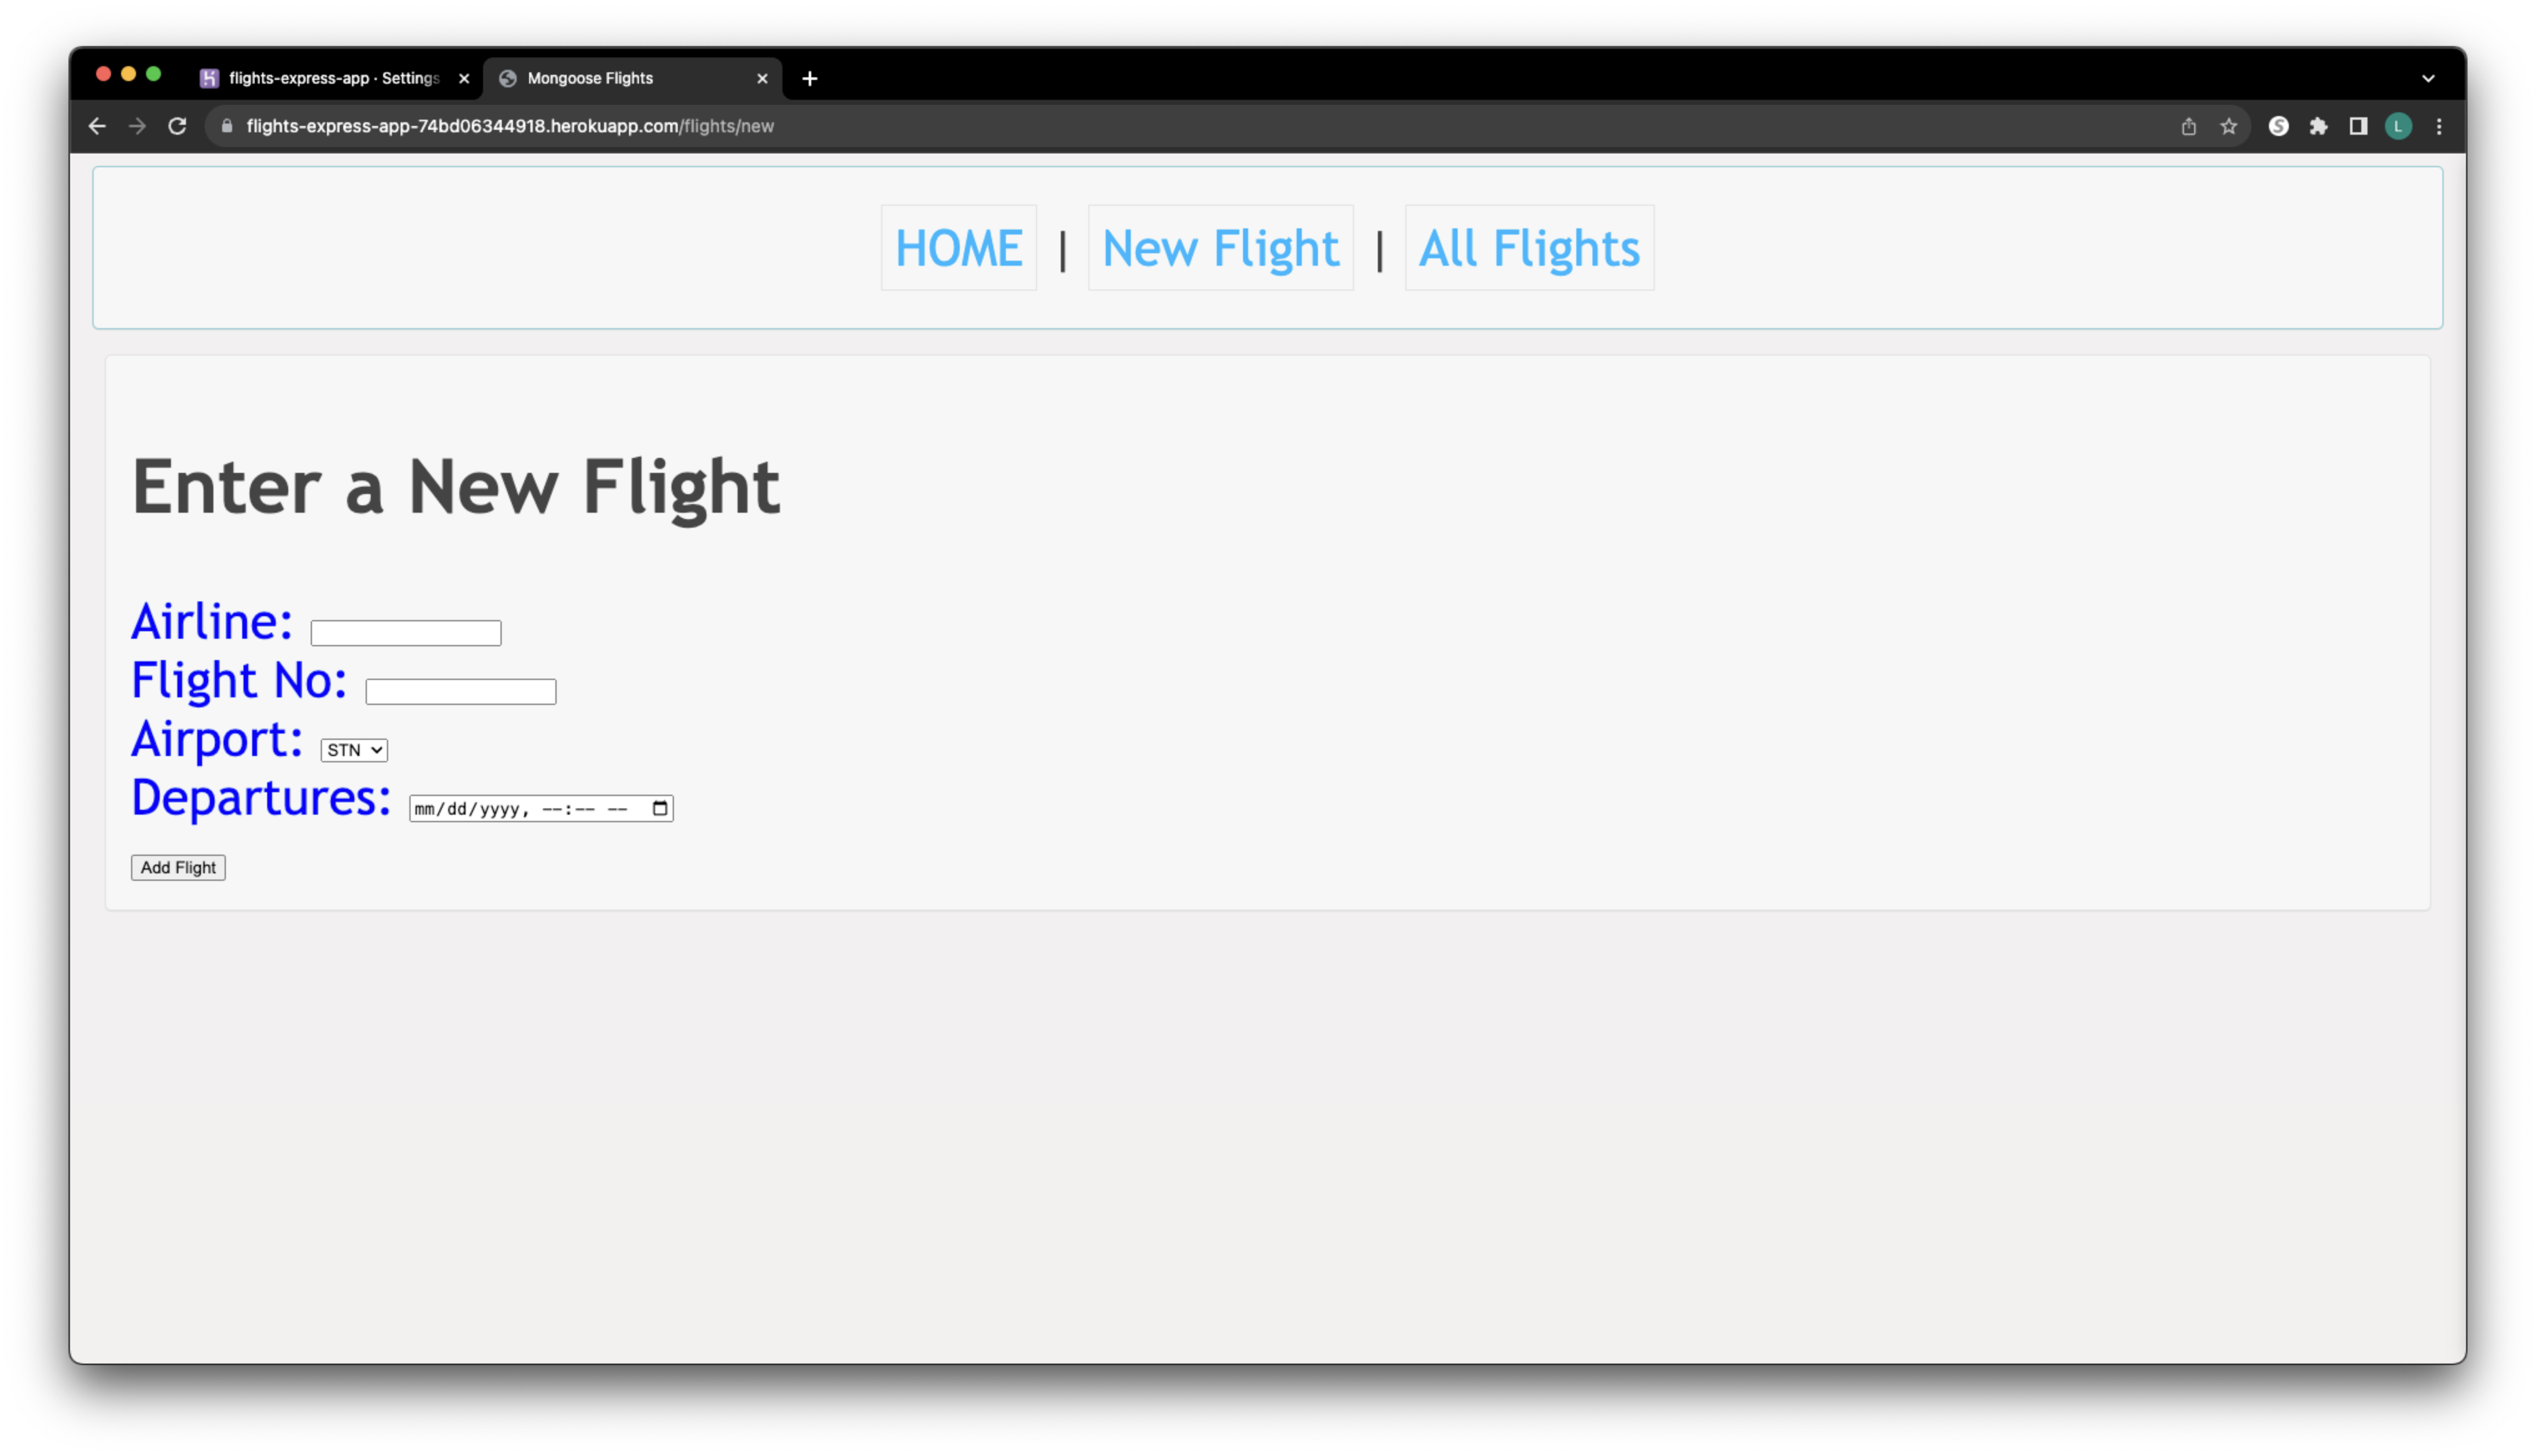 flights-express-app · Settings
Mongoose Flights
flights-express-app-74bd06344918.herokuapp.com/flights/new
L
HOME | New Flight | All Flights
Enter a New Flight
Airline:
Flight No:
Airport: STN
Departures: mm/dd/yyyy, --:-- --
Add Flight